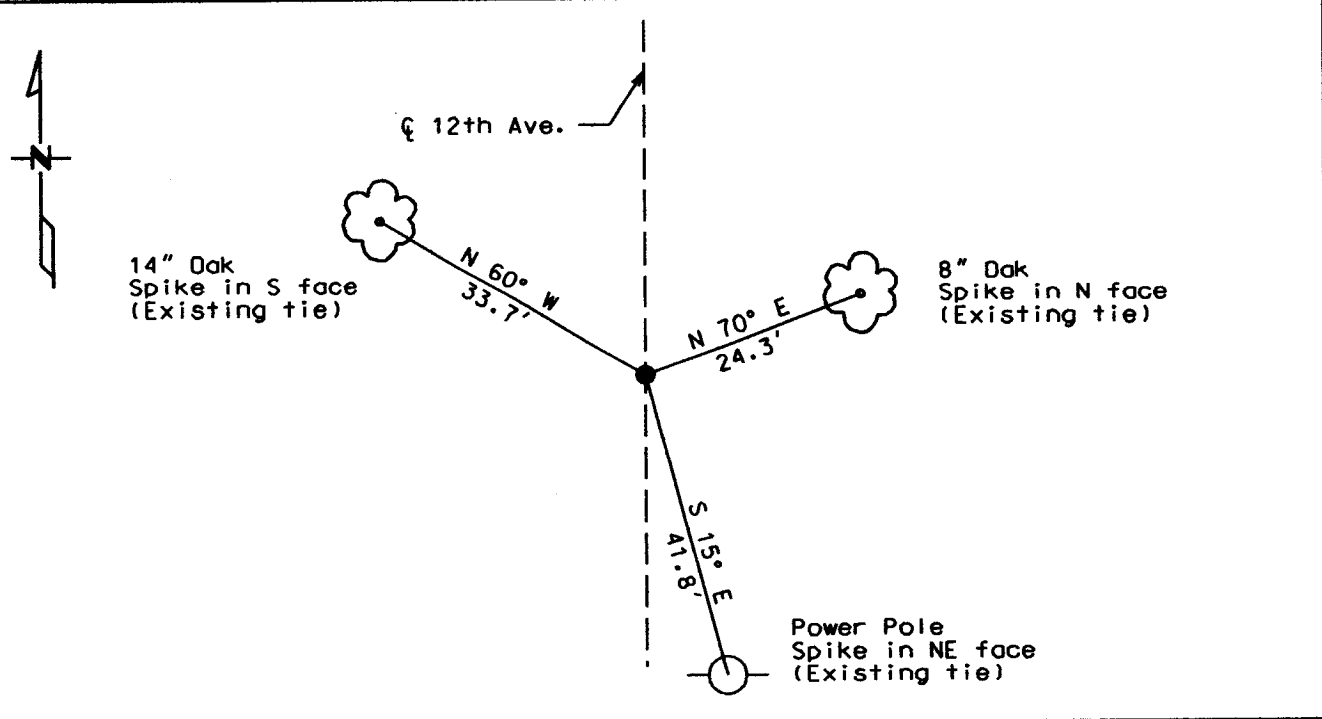 ℄ 12th Ave.
N
14" Oak
Spike in S face
(Existing tie)
N 60° W
33.7'
N 70° E
24.3'
8" Oak
Spike in N face
(Existing tie)
S 15° E
41.8'
Power Pole
Spike in NE face
(Existing tie)